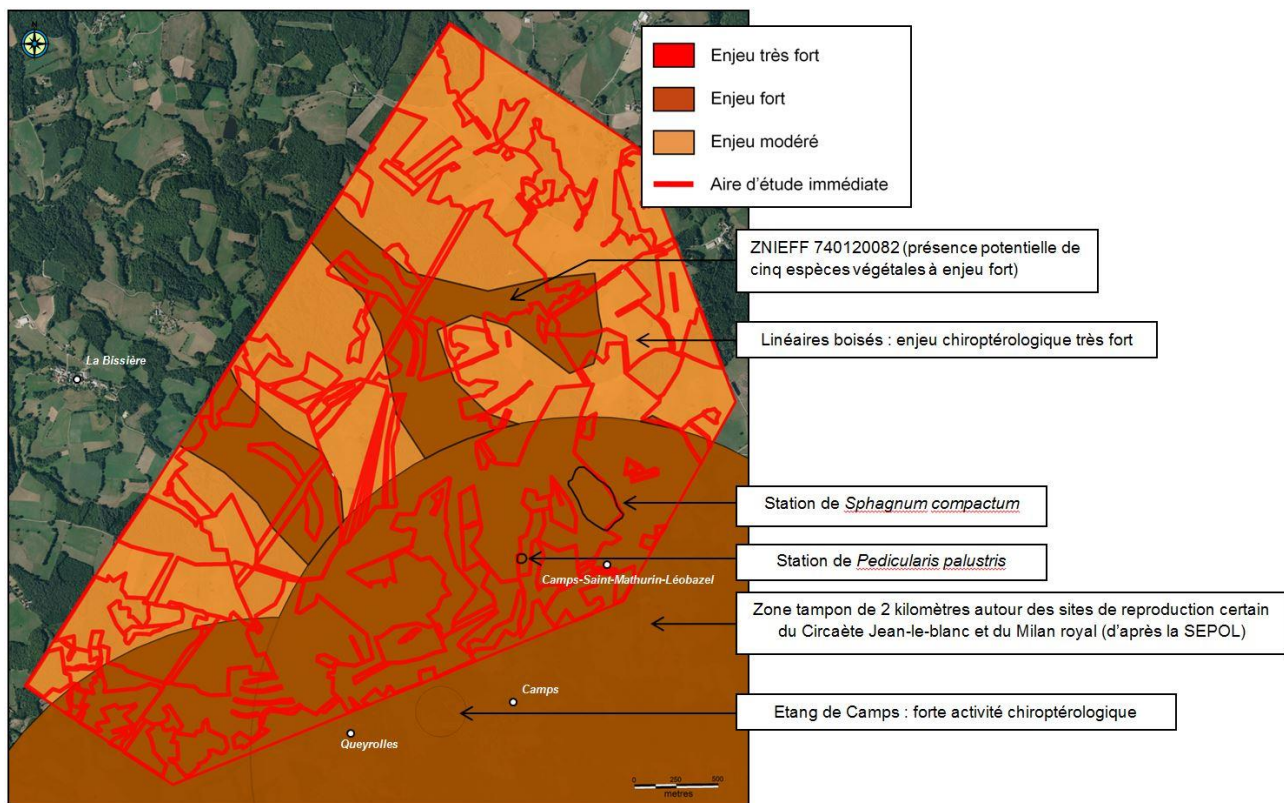 N
Enjeu très fort
Enjeu fort
Enjeu modéré
Aire d'étude immédiate
ZNIEFF 740120082 (présence potentielle de
cinq espèces végétales à enjeu fort)
Linéaires boisés : enjeu chiroptérologique très fort
La Bissière
Station de Sphagnum compactum
Station de Pedicularis palustris
Camps-Saint-Mathurin-Léobazel
Zone tampon de 2 kilomètres autour des sites de reproduction certain
du Circaète Jean-le-blanc et du Milan royal (d'après la SEPOL)
Camps
Etang de Camps : forte activité chiroptérologique
Queyrolles
0 250 500
metres